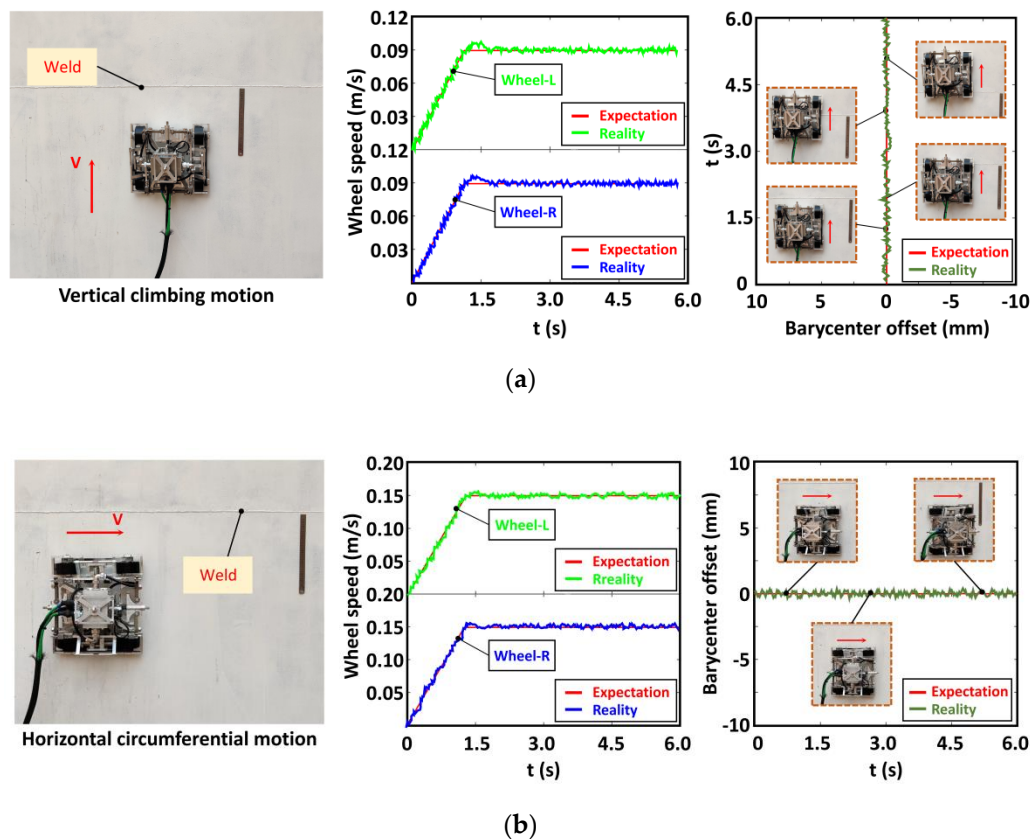 Weld
V
Vertical climbing motion
Wheel speed (m/s)
0.12
0.09
0.06
0.03
0.12
0.09
0.06
0.03
0
1.5
3.0
4.5
6.0
t (s)
Wheel-L
Expectation
Reality
Wheel-R
Expectation
Reality
t (s)
6.0
4.5
3.0
1.5
0
10
5
0
-5
-10
Barycenter offset (mm)
Expectation
Reality
(a)
V
Weld
Horizontal circumferential motion
Wheel speed (m/s)
0.20
0.15
0.10
0.05
0.20
0.15
0.10
0.05
0
1.5
3.0
4.5
6.0
t (s)
Wheel-L
Expectation
Rreality
Wheel-R
Expectation
Reality
Barycenter offset (mm)
10
5
0
-5
-10
0
1.5
3.0
4.5
6.0
t (s)
Expectation
Reality
(b)